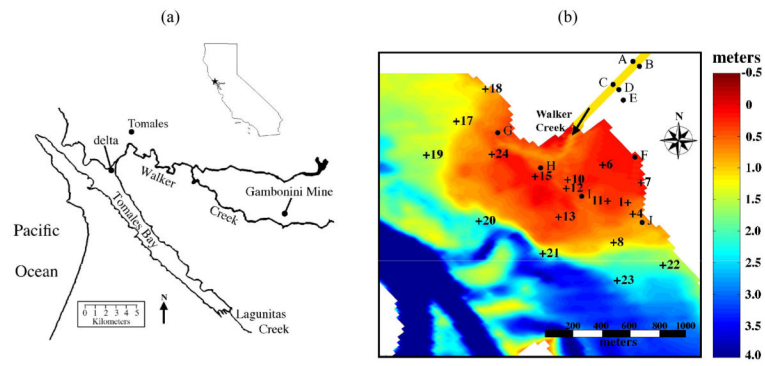 (a)
(b)
Tomales
delta
Walker
Creek
Gambonini Mine
Tomales Bay
Pacific
Ocean
0 1 2 3 4 5
Kilometers
N
Lagunitas
Creek
A
B
C
D
E
Walker
Creek
N
+18
+17
G
+19
+24
H
+15
+10
+12
I
+6
F
+7
11+
1+
+4
J
+13
+20
+8
+21
+22
+23
200 400 600 800 1000
meters
meters
-0.5
0
0.5
1.0
1.5
2.0
2.5
3.0
3.5
4.0